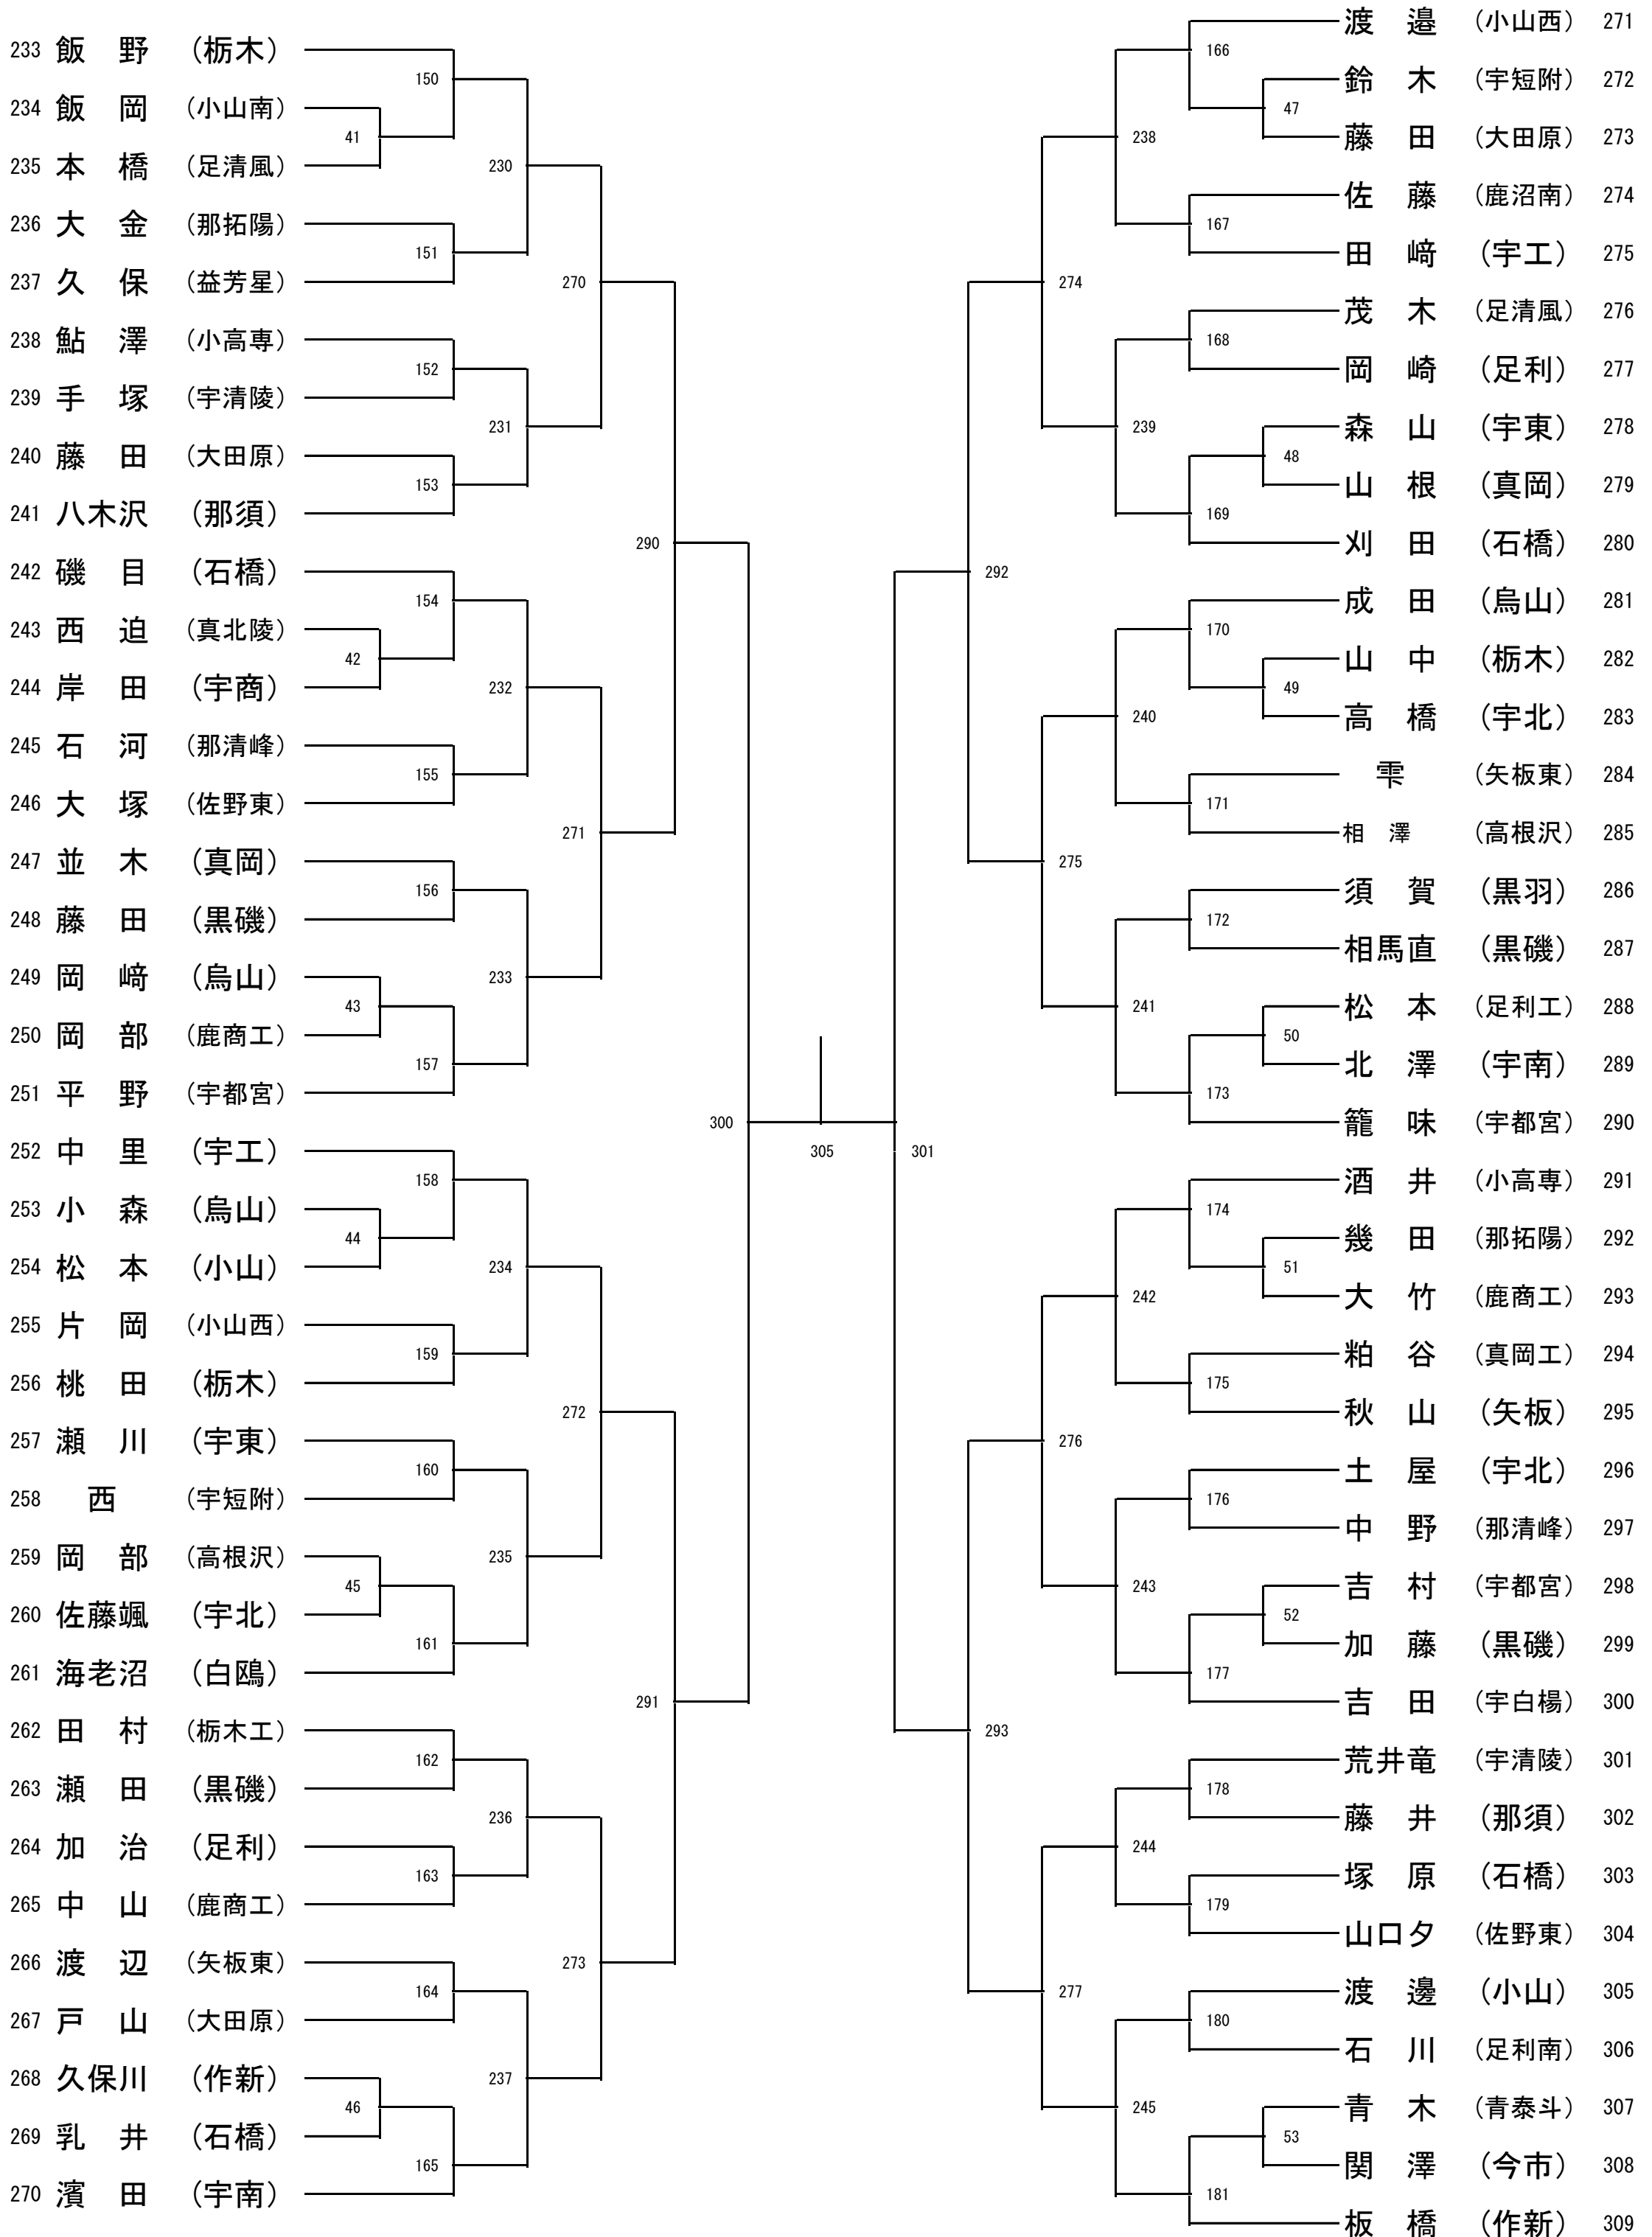 233 飯 野 （栃木）
234 飯 岡 （小山南）
235 本 橋 （足清風）
236 大 金 （那拓陽）
237 久 保 （益芳星）
238 鮎 澤 （小高専）
239 手 塚 （宇清陵）
240 藤 田 （大田原）
241 八木沢 （那須）
242 磯 目 （石橋）
243 西 迫 （真北陵）
244 岸 田 （宇商）
245 石 河 （那清峰）
246 大 塚 （佐野東）
247 並 木 （真岡）
248 藤 田 （黒磯）
249 岡 﨑 （烏山）
250 岡 部 （鹿商工）
251 平 野 （宇都宮）
252 中 里 （宇工）
253 小 森 （烏山）
254 松 本 （小山）
255 片 岡 （小山西）
256 桃 田 （栃木）
257 瀬 川 （宇東）
258 西 （宇短附）
259 岡 部 （高根沢）
260 佐藤颯 （宇北）
261 海老沼 （白鴎）
262 田 村 （栃木工）
263 瀬 田 （黒磯）
264 加 治 （足利）
265 中 山 （鹿商工）
266 渡 辺 （矢板東）
267 戸 山 （大田原）
268 久保川 （作新）
269 乳 井 （石橋）
270 濱 田 （宇南）
41
42
43
44
45
46
150
151
152
153
154
155
156
157
158
159
160
161
162
163
164
165
230
231
232
233
234
235
236
237
270
271
272
273
290
291
300
305
301
292
293
274
275
276
277
238
239
240
241
242
243
244
245
166
167
168
169
170
171
172
173
174
175
176
177
178
179
180
181
47
48
49
50
51
52
53
渡 邉 （小山西） 271
鈴 木 （宇短附） 272
藤 田 （大田原） 273
佐 藤 （鹿沼南） 274
田 﨑 （宇工） 275
茂 木 （足清風） 276
岡 崎 （足利） 277
森 山 （宇東） 278
山 根 （真岡） 279
刈 田 （石橋） 280
成 田 （烏山） 281
山 中 （栃木） 282
高 橋 （宇北） 283
雫 （矢板東） 284
相 澤 （高根沢） 285
須 賀 （黒羽） 286
相馬直 （黒磯） 287
松 本 （足利工） 288
北 澤 （宇南） 289
籠 味 （宇都宮） 290
酒 井 （小高専） 291
幾 田 （那拓陽） 292
大 竹 （鹿商工） 293
粕 谷 （真岡工） 294
秋 山 （矢板） 295
土 屋 （宇北） 296
中 野 （那清峰） 297
吉 村 （宇都宮） 298
加 藤 （黒磯） 299
吉 田 （宇白楊） 300
荒井竜 （宇清陵） 301
藤 井 （那須） 302
塚 原 （石橋） 303
山口夕 （佐野東） 304
渡 邊 （小山） 305
石 川 （足利南） 306
青 木 （青泰斗） 307
関 澤 （今市） 308
板 橋 （作新） 309